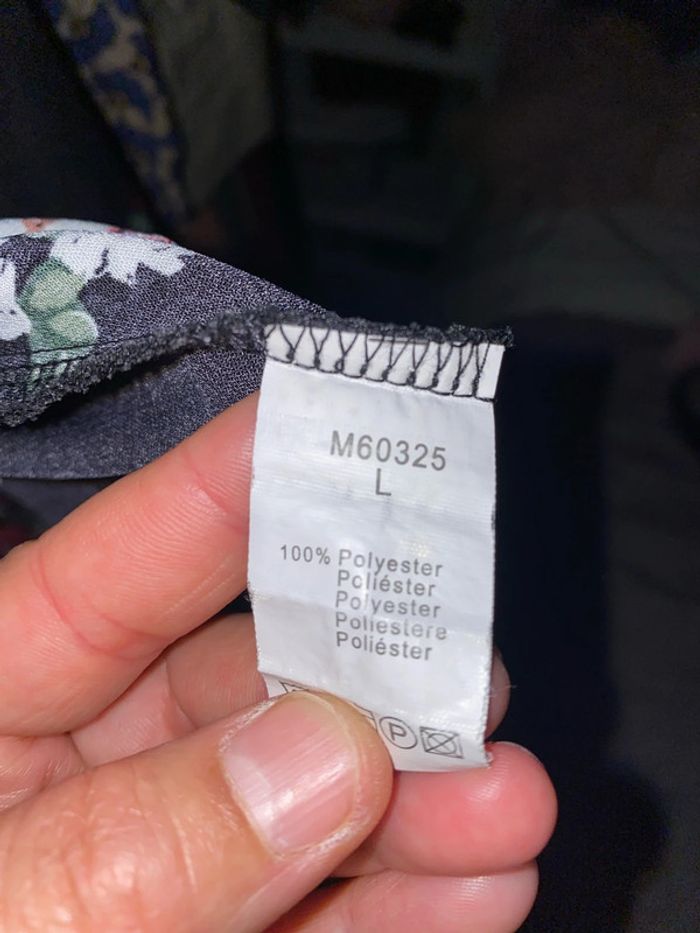 M60325
L
100% Polyester
Poliéster
Polyester
Poliestere
Poliéster
P